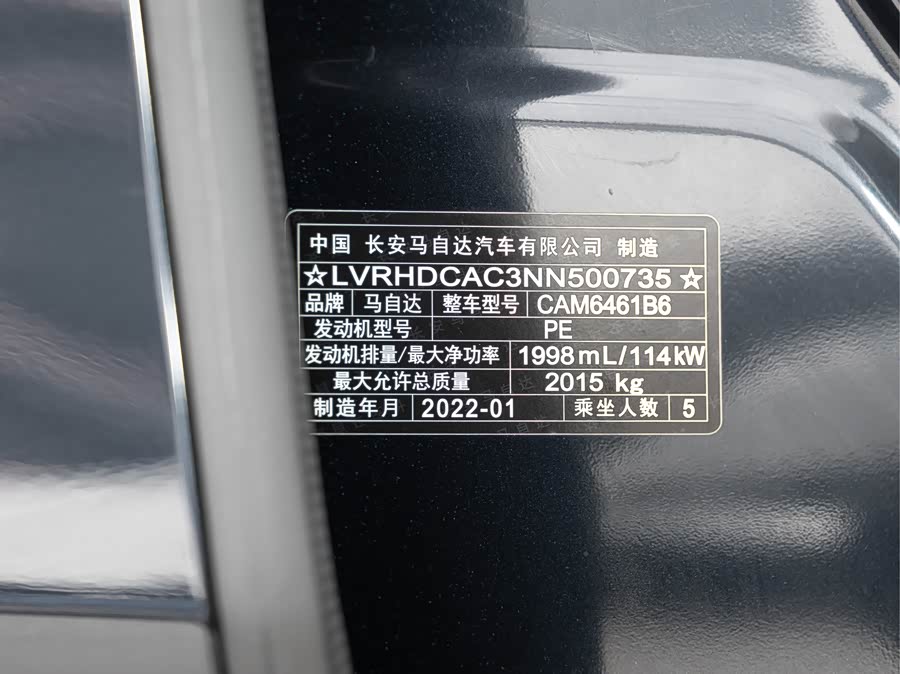 中国 长安马自达汽车有限公司 制造
☆LVRHDCAC3NN500735☆
品牌 马自达 整车型号 CAM6461B6
发动机型号 PE
发动机排量/最大净功率 1998mL/114kW
最大允许总质量 2015 kg
制造年月 2022-01 乘坐人数 5